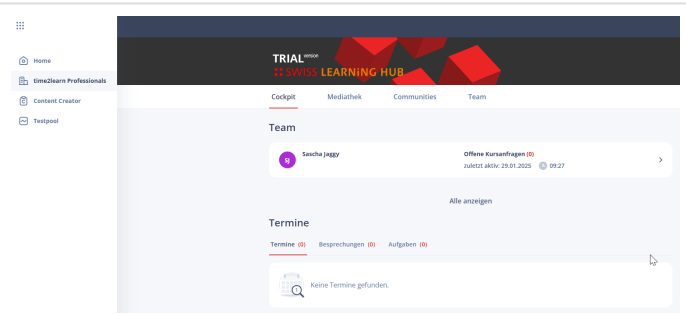 Home
time2learn Professionals
Content Creator
Testpool
TRIAL version
SWISS LEARNiNG HUB
Cockpit Mediathek Communities Team
Team
SJ Sascha Jaggy Offene Kursanfragen (0)
zuletzt aktiv: 29.01.2025 09:27
Alle anzeigen
Termine
Termine (0) Besprechungen (0) Aufgaben (0)
Keine Termine gefunden.